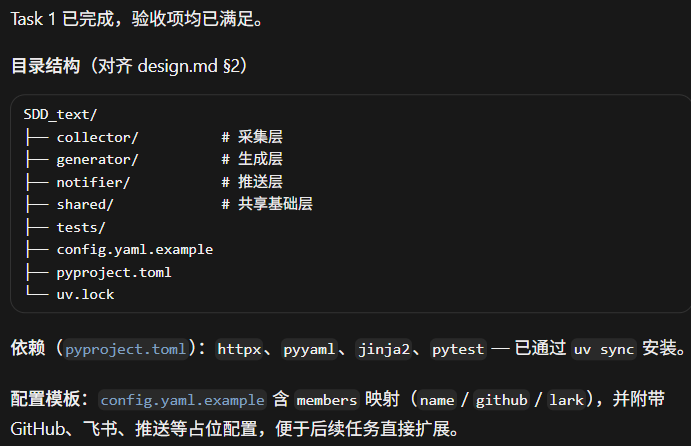 Task 1 已完成，验收项均已满足。
目录结构（对齐 design.md §2）
SDD_text/
├── collector/ # 采集层
├── generator/ # 生成层
├── notifier/ # 推送层
├── shared/ # 共享基础层
├── tests/
├── config.yaml.example
├── pyproject.toml
└── uv.lock
依赖（pyproject.toml）：httpx、pyyaml、jinja2、pytest — 已通过 uv sync 安装。
配置模板：config.yaml.example 含 members 映射（name / github / lark），并附带
GitHub、飞书、推送等占位配置，便于后续任务直接扩展。